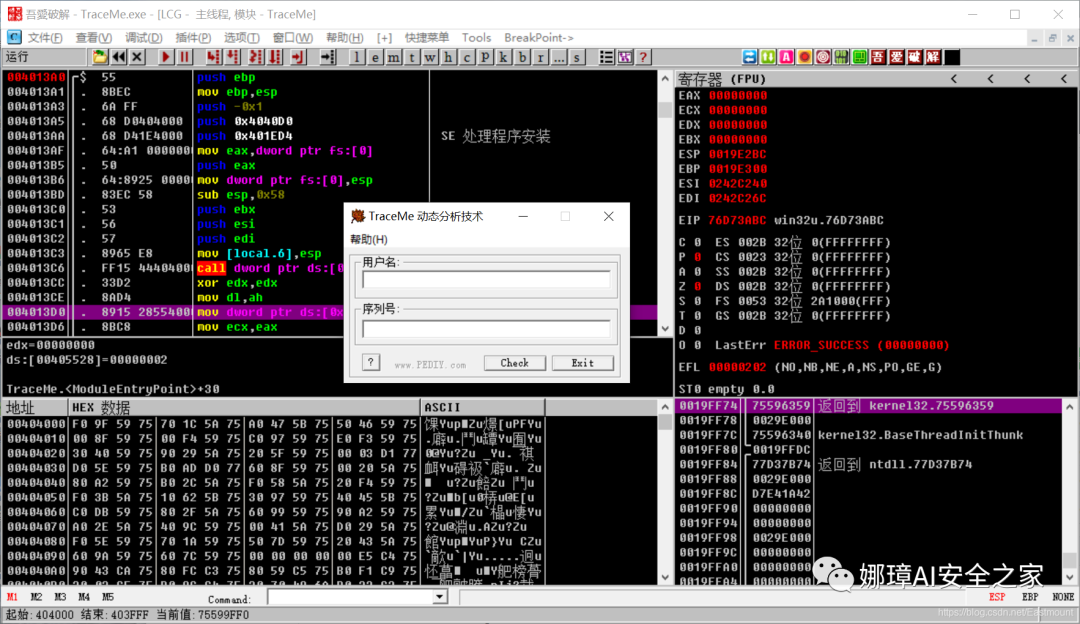 吾爱破解 - TraceMe.exe - [LCG - 主线程, 模块 - TraceMe]
文件(F) 查看(V) 调试(D) 插件(P) 选项(T) 窗口(W) 帮助(H) [+] 快捷菜单 Tools BreakPoint->
运行 l e m t w h c p k b r ... s ? 吾 爱 破 解
004013A0 $ 55 push ebp
004013A1 . 8BEC mov ebp,esp
004013A3 . 6A FF push -0x1
004013A5 . 68 D0404000 push 0x4040D0
004013AA . 68 D41E4000 push 0x401ED4
004013AF . 64:A1 000000 mov eax,dword ptr fs:[0]
004013B5 . 50 push eax
004013B6 . 64:8925 0000 mov dword ptr fs:[0],esp
004013BD . 83EC 58 sub esp,0x58
004013C0 . 53 push ebx
004013C1 . 56 push esi
004013C2 . 57 push edi
004013C3 . 8965 E8 mov [local.6],esp
004013C6 . FF15 4440400 call dword ptr ds:[0
004013CC . 33D2 xor edx,edx
004013CE . 8AD4 mov dl,ah
004013D0 . 8915 2855400 mov dword ptr ds:[0x
004013D6 . 8BC8 mov ecx,eax
SE 处理程序安装
edx=00000000
ds:[00405528]=00000002
TraceMe.<ModuleEntryPoint>+30
TraceMe 动态分析技术
帮助(H)
用户名:
序列号:
? www.PEDIY.com Check Exit
寄存器 (FPU) < < < <
EAX 00000000
ECX 00000000
EDX 00000000
EBX 00000000
ESP 0019E2BC
EBP 0019E300
ESI 0242C240
EDI 0242C26C
EIP 76D73ABC win32u.76D73ABC
C 0 ES 002B 32位 0(FFFFFFFF)
P 0 CS 0023 32位 0(FFFFFFFF)
A 0 SS 002B 32位 0(FFFFFFFF)
Z 0 DS 002B 32位 0(FFFFFFFF)
S 0 FS 0053 32位 2A1000(FFF)
T 0 GS 002B 32位 0(FFFFFFFF)
D 0
O 0 LastErr ERROR_SUCCESS (00000000)
EFL 00000202 (NO,NB,NE,A,NS,PO,GE,G)
ST0 empty 0.0
地址 HEX 数据 ASCII
00404000 F0 9F 59 75 70 1C 5A 75 A0 47 5B 75 50 46 59 75
00404010 00 8F 59 75 00 F4 59 75 C0 97 59 75 E0 F3 59 75
00404020 30 40 59 75 90 29 5A 75 20 5F 59 75 00 03 D1 77
00404030 D0 5E 59 75 B0 AD D0 77 60 8F 59 75 00 20 5A 75
00404040 80 A2 59 75 B0 2C 5A 75 F0 58 5A 75 20 F4 59 75
00404050 F0 3B 5A 75 10 62 5B 75 30 97 59 75 40 45 5B 75
00404060 C0 DB 59 75 80 2F 5A 75 60 90 5A 75 90 99 59 75
00404070 A0 2E 5A 75 40 9C 59 75 00 41 5A 75 D0 29 5A 75
00404080 F0 5E 59 75 70 1A 59 75 50 7D 59 75 20 43 5A 75
00404090 60 9A 59 75 60 7C 59 75 00 00 00 00 00 E5 C4 75
004040A0 90 43 CA 75 80 FC C3 75 80 59 C5 75 B0 F1 C9 75
0019FF74 75596359 返回到 kernel32.75596359
0019FF78 0029E000
0019FF7C 75596340 kernel32.BaseThreadInitThunk
0019FF80 0019FFDC
0019FF84 77D37B74 返回到 ntdll.77D37B74
0019FF88 0029E000
0019FF8C D7E41A42
0019FF90 00000000
0019FF94 00000000
0019FF98 0029E000
0019FF9C 00000000
0019FFA0 00000000
0019FFA4 00000000
娜璋AI安全之家
M1 M2 M3 M4 M5 Command: ESP EBP NONE
起始: 404000 结束: 403FFF 当前值: 75599FF0
https://blog.csdn.net/Eastmount